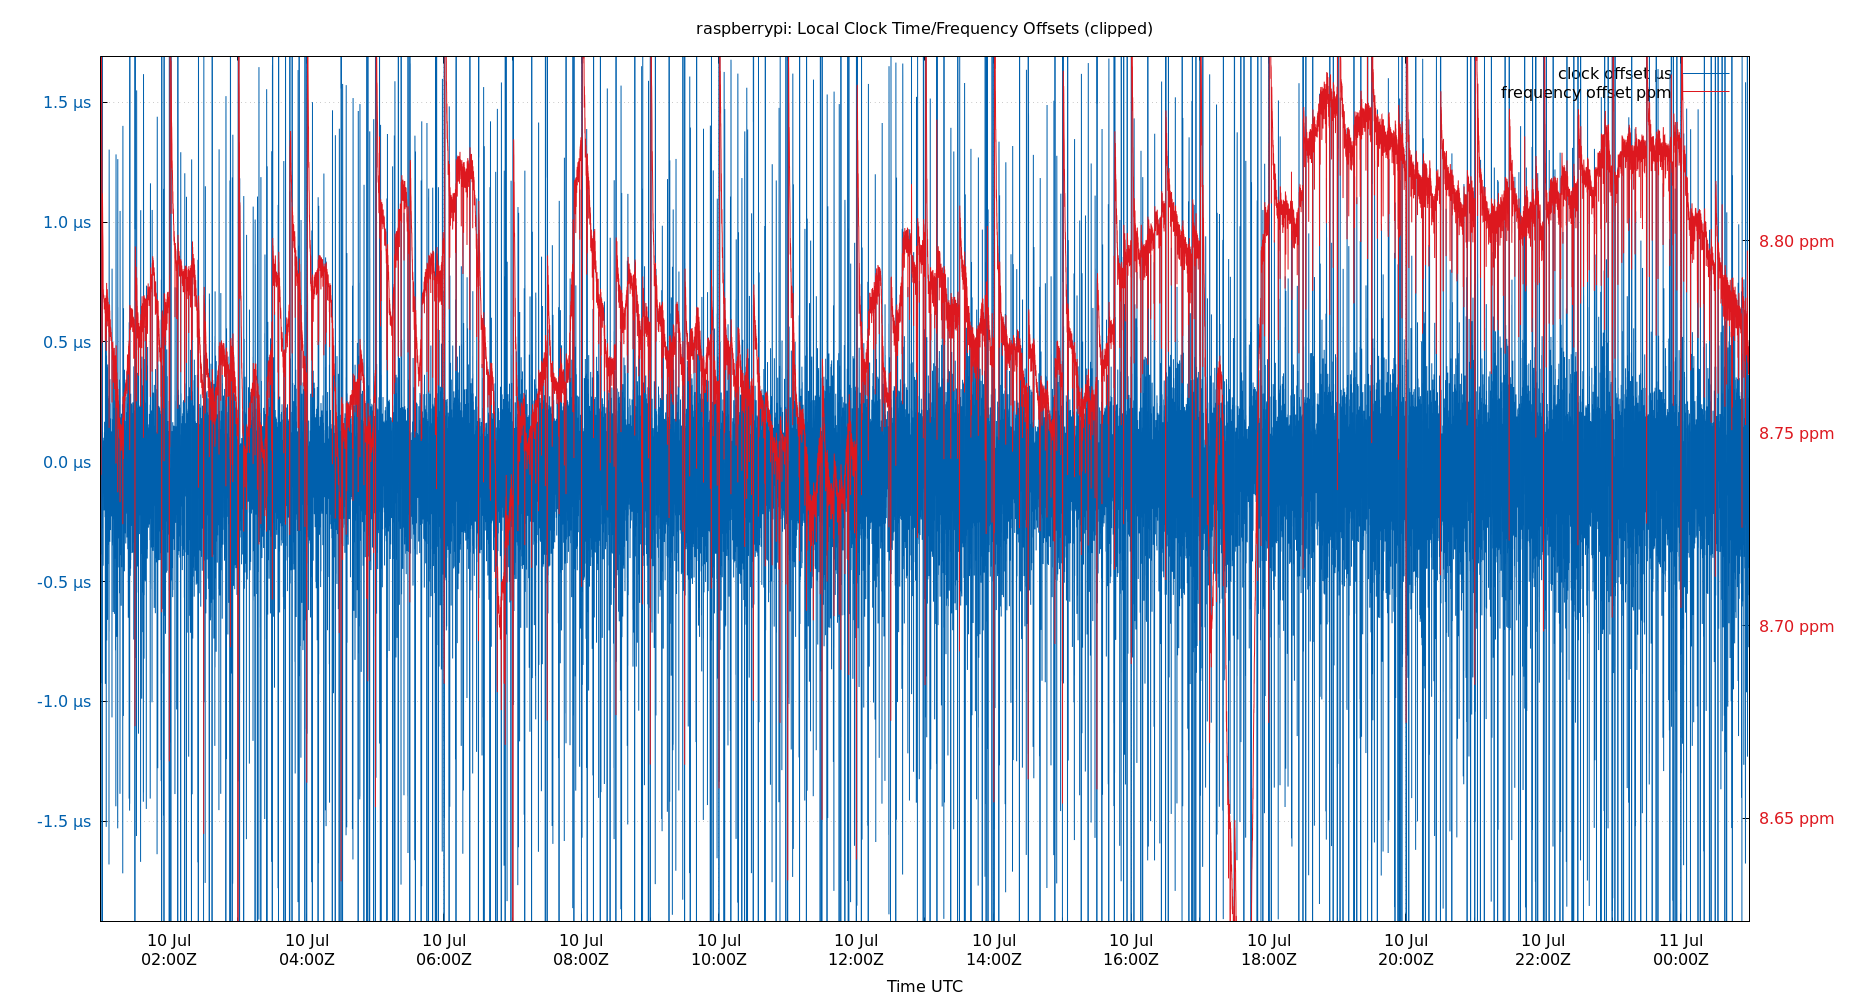 raspberrypi: Local Clock Time/Frequency Offsets (clipped)
clock offset µs
frequency offset ppm
1.5 µs
1.0 µs
0.5 µs
0.0 µs
-0.5 µs
-1.0 µs
-1.5 µs
8.80 ppm
8.75 ppm
8.70 ppm
8.65 ppm
10 Jul 10 Jul 10 Jul 10 Jul 10 Jul 10 Jul 10 Jul 10 Jul 10 Jul 10 Jul 10 Jul 11 Jul
02:00Z 04:00Z 06:00Z 08:00Z 10:00Z 12:00Z 14:00Z 16:00Z 18:00Z 20:00Z 22:00Z 00:00Z
Time UTC